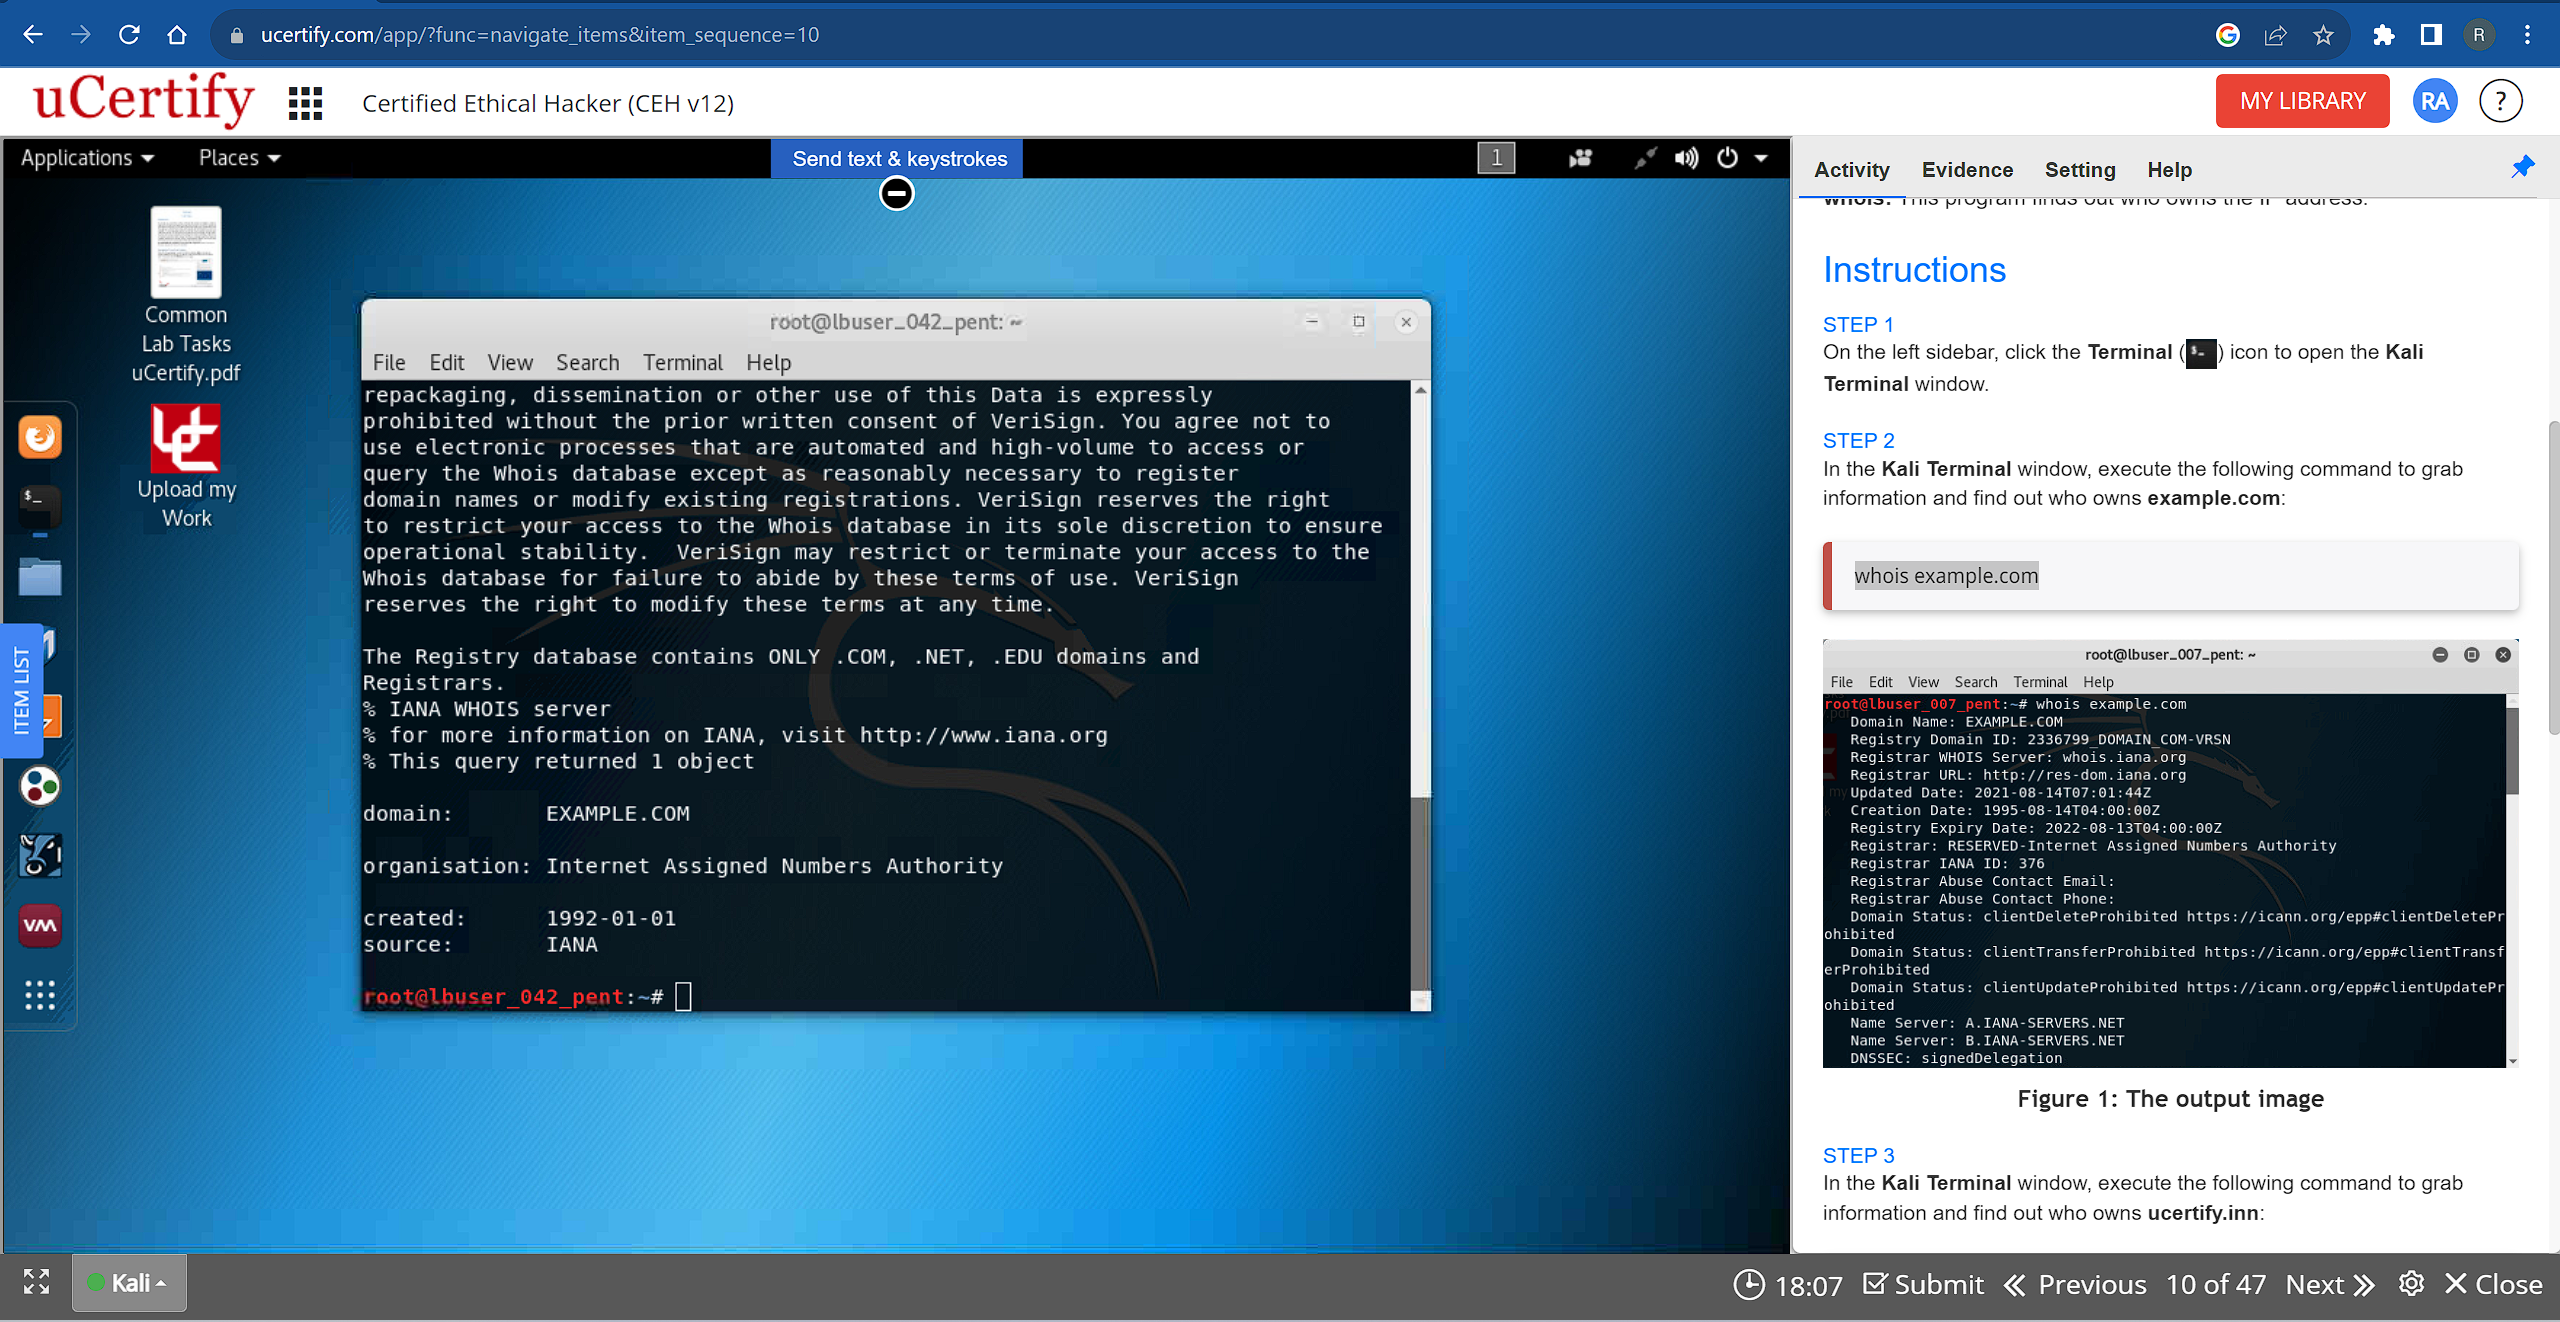 ucertify.com/app/?func=navigate_items&item_sequence=10
R
uCertify
Certified Ethical Hacker (CEH v12)
MY LIBRARY
RA
?
Applications
Places
Send text & keystrokes
1
Common
Lab Tasks
uCertify.pdf
Upload my
Work
ITEM LIST
root@lbuser_042_pent: ~
File Edit View Search Terminal Help
repackaging, dissemination or other use of this Data is expressly
prohibited without the prior written consent of VeriSign. You agree not to
use electronic processes that are automated and high-volume to access or
query the Whois database except as reasonably necessary to register
domain names or modify existing registrations. VeriSign reserves the right
to restrict your access to the Whois database in its sole discretion to ensure
operational stability.  VeriSign may restrict or terminate your access to the
Whois database for failure to abide by these terms of use. VeriSign
reserves the right to modify these terms at any time.
The Registry database contains ONLY .COM, .NET, .EDU domains and
Registrars.
% IANA WHOIS server
% for more information on IANA, visit http://www.iana.org
% This query returned 1 object
domain: EXAMPLE.COM
organisation: Internet Assigned Numbers Authority
created: 1992-01-01
source: IANA
root@lbuser_042_pent:~#
Activity Evidence Setting Help
whois: This program finds out who owns the IP address.
Instructions
STEP 1
On the left sidebar, click the Terminal ( $- ) icon to open the Kali
Terminal window.
STEP 2
In the Kali Terminal window, execute the following command to grab
information and find out who owns example.com:
whois example.com
root@lbuser_007_pent: ~
File Edit View Search Terminal Help
root@lbuser_007_pent:~# whois example.com
Domain Name: EXAMPLE.COM
Registry Domain ID: 2336799_DOMAIN_COM-VRSN
Registrar WHOIS Server: whois.iana.org
Registrar URL: http://res-dom.iana.org
Updated Date: 2021-08-14T07:01:44Z
Creation Date: 1995-08-14T04:00:00Z
Registry Expiry Date: 2022-08-13T04:00:00Z
Registrar: RESERVED-Internet Assigned Numbers Authority
Registrar IANA ID: 376
Registrar Abuse Contact Email:
Registrar Abuse Contact Phone:
Domain Status: clientDeleteProhibited https://icann.org/epp#clientDeletePr
ohibited
Domain Status: clientTransferProhibited https://icann.org/epp#clientTransf
erProhibited
Domain Status: clientUpdateProhibited https://icann.org/epp#clientUpdatePr
ohibited
Name Server: A.IANA-SERVERS.NET
Name Server: B.IANA-SERVERS.NET
DNSSEC: signedDelegation
Figure 1: The output image
STEP 3
In the Kali Terminal window, execute the following command to grab
information and find out who owns ucertify.inn:
Kali
18:07 Submit Previous 10 of 47 Next Close